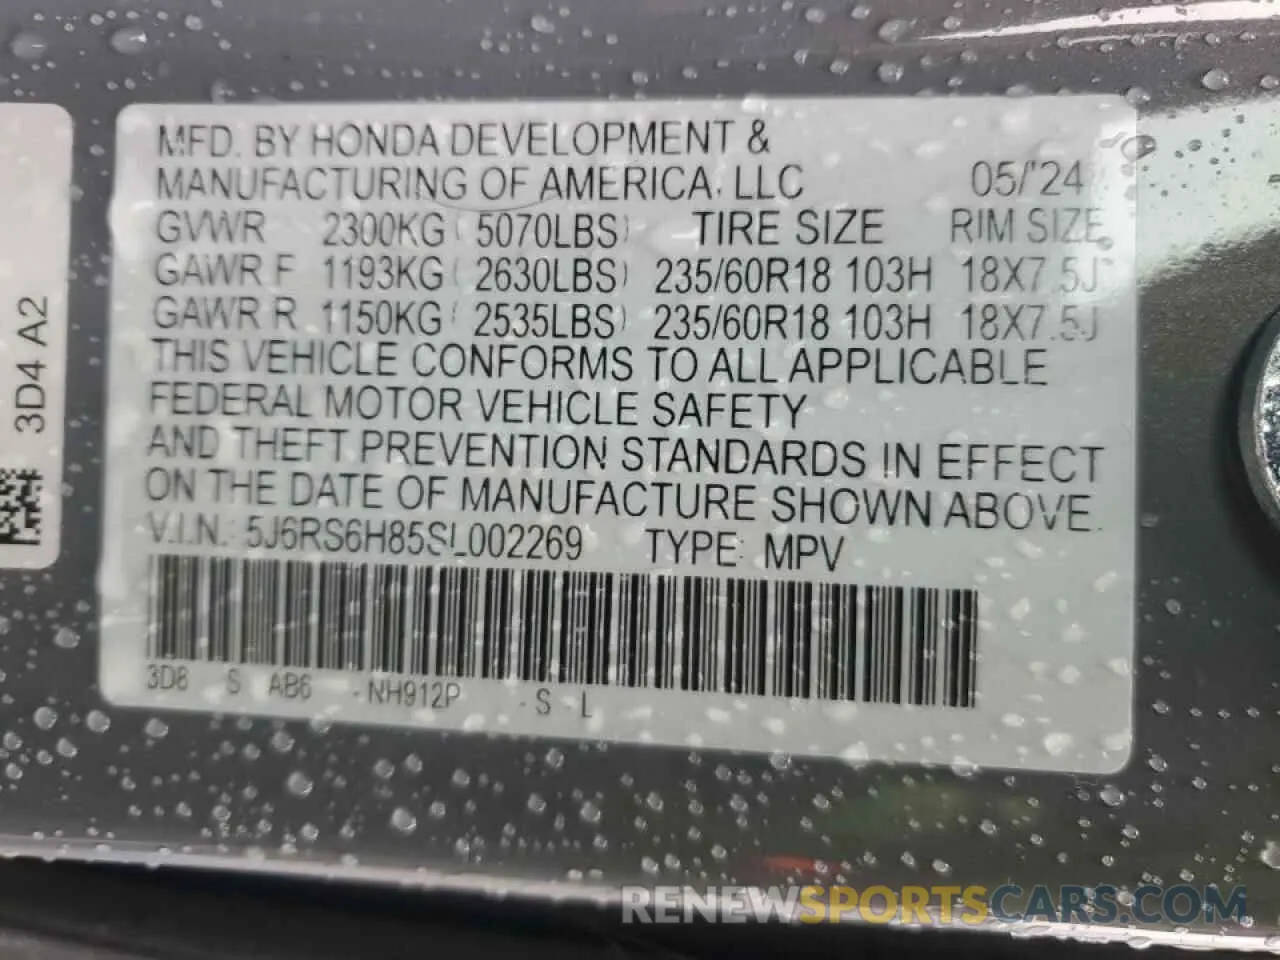 MFD. BY HONDA DEVELOPMENT &
MANUFACTURING OF AMERICA, LLC 05/'24
GVWR 2300KG ( 5070LBS) TIRE SIZE RIM SIZE
GAWR F 1193KG ( 2630LBS) 235/60R18 103H 18X7.5J
GAWR R 1150KG ( 2535LBS) 235/60R18 103H 18X7.5J
THIS VEHICLE CONFORMS TO ALL APPLICABLE
FEDERAL MOTOR VEHICLE SAFETY
AND THEFT PREVENTION STANDARDS IN EFFECT
ON THE DATE OF MANUFACTURE SHOWN ABOVE.
V.I.N.: 5J6RS6H85SL002269 TYPE: MPV
3D6 S AB6 - NH912P - S - L
3D4 A2
RENEWSPORTSCARS.COM